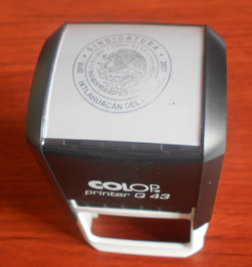 SINDICATURA
2018 2021
IXTLAHUACAN DEL
COLOP
printer Q 43